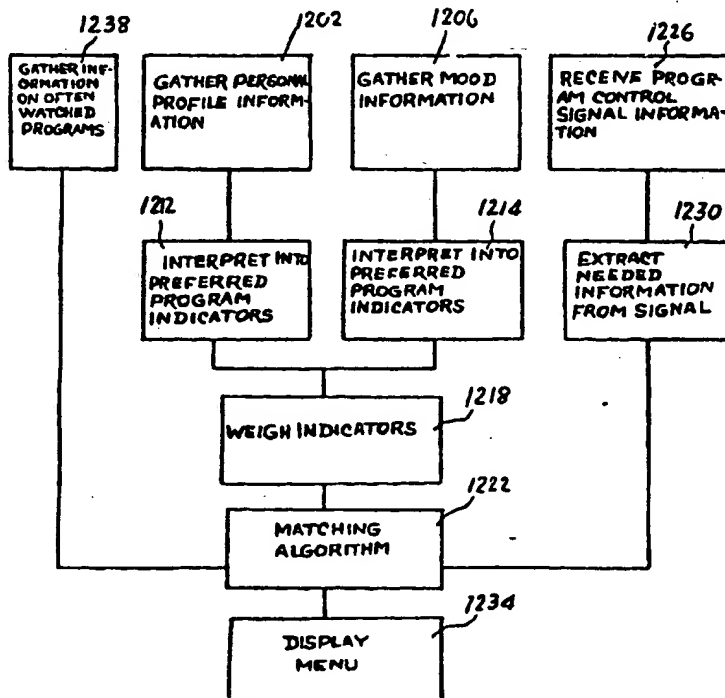 1238
1202
1206
1226
GATHER INF-
ORMATION
ON OFTEN
WATCHED
PROGRAMS
GATHER PERSONAL
PROFILE INFORM-
ATION
GATHER MOOD
INFORMATION
RECEIVE PROGR-
AM CONTROL
SIGNAL INFORMA-
TION
1212
1214
1230
INTERPRET INTO
PREFERRED
PROGRAM
INDICATORS
INTERPRET INTO
PREFERRED
PROGRAM
INDICATORS
EXTRACT
NEEDED
INFORMATION
FROM SIGNAL
1218
WEIGH INDICATORS
1222
MATCHING
ALGORITHM
1234
DISPLAY
MENU